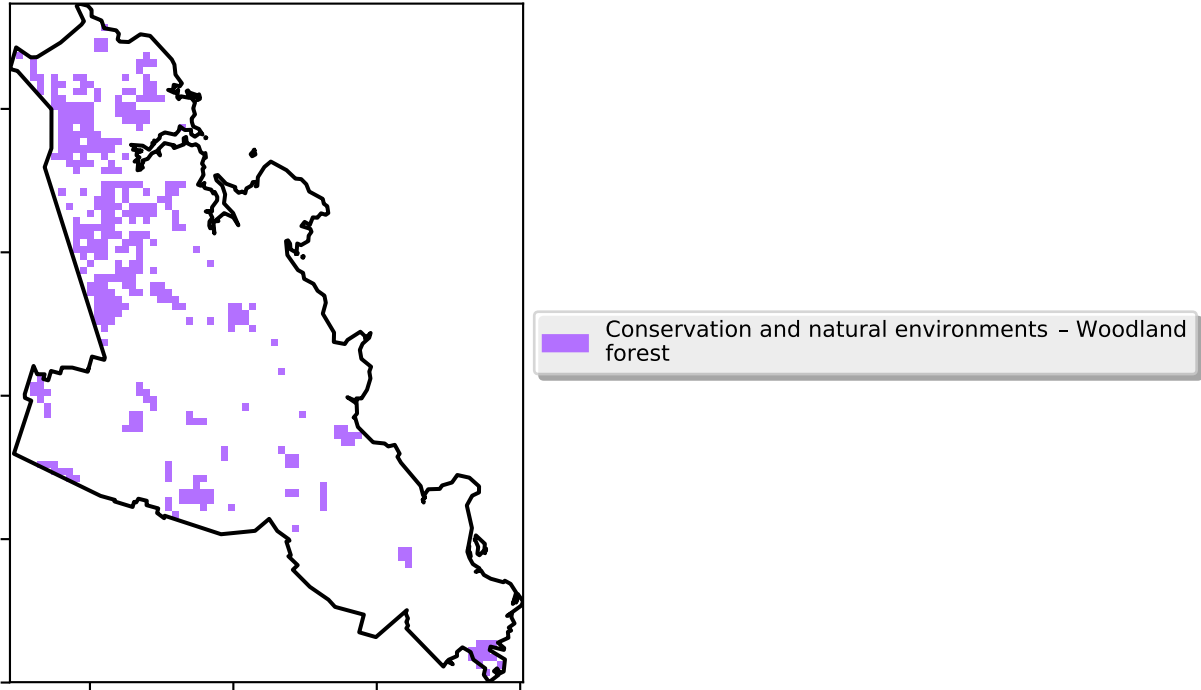 Conservation and natural environments – Woodland
forest